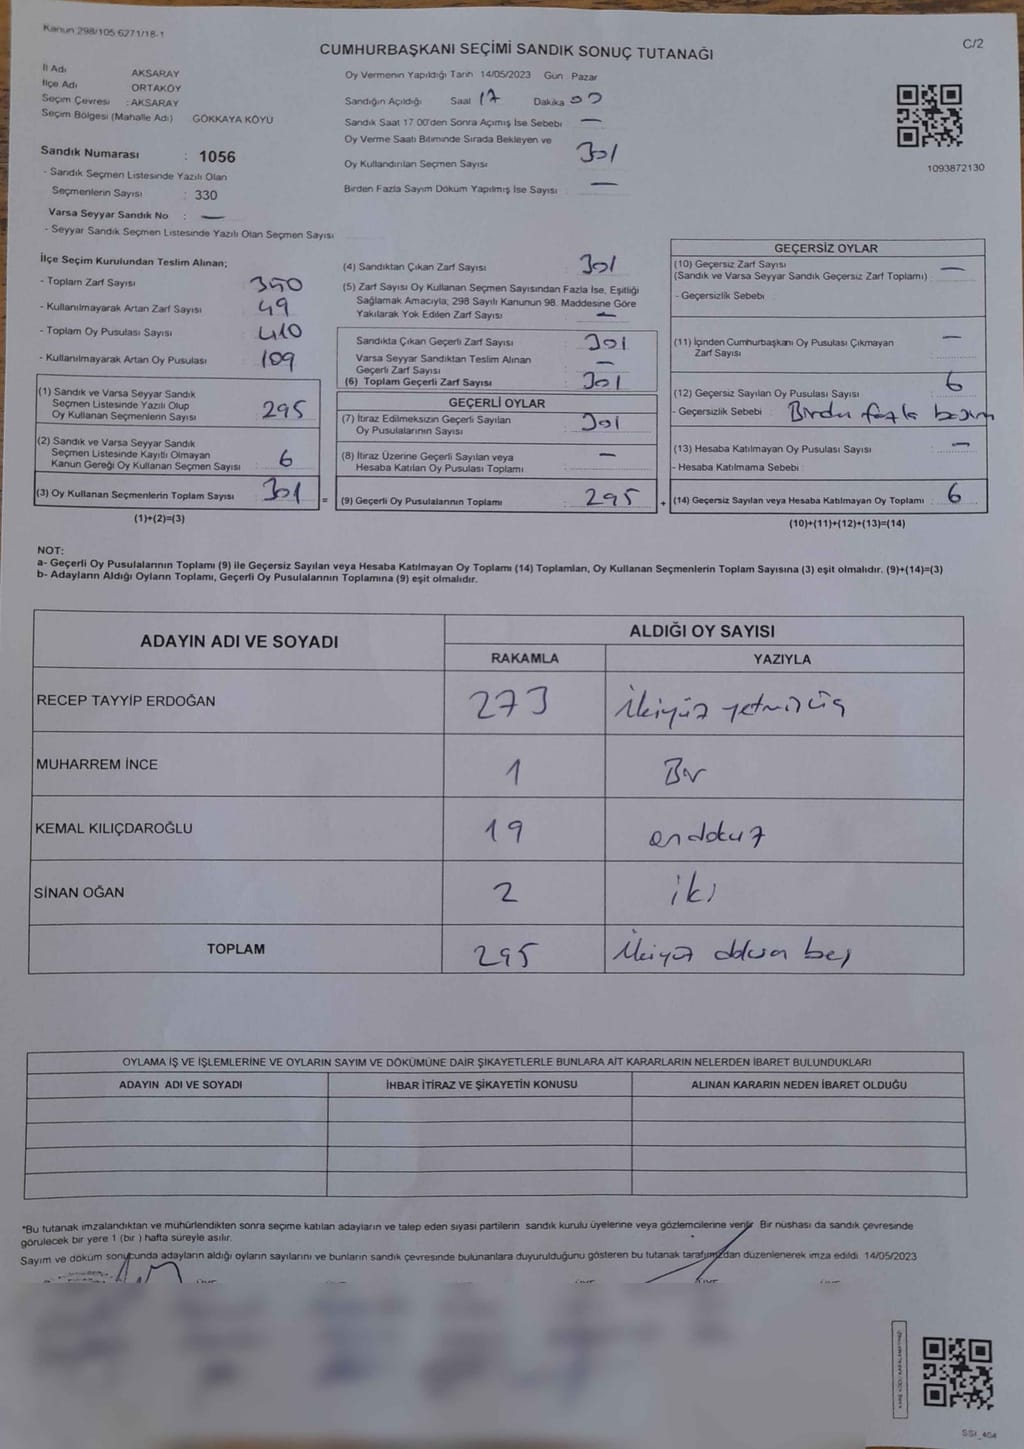 Kanun 298/105 6271/18-1
CUMHURBAŞKANI SEÇİMİ SANDIK SONUÇ TUTANAĞI
C/2
İl Adı AKSARAY
İlçe Adı ORTAKÖY
Seçim Çevresi : AKSARAY
Seçim Bölgesi (Mahalle Adı) GÖKKAYA KÖYÜ
Sandık Numarası : 1056
- Sandık Seçmen Listesinde Yazılı Olan
Seçmenlerin Sayısı : 330
Varsa Seyyar Sandık No : —
- Seyyar Sandık Seçmen Listesinde Yazılı Olan Seçmen Sayısı
Oy Vermenin Yapıldığı Tarih 14/05/2023 Gün Pazar
Sandığın Açıldığı Saat 17 Dakika 00
Sandık Saat 17.00'den Sonra Açımış İse Sebebi : —
Oy Verme Saati Bitiminde Sırada Bekleyen ve
Oy Kullandırılan Seçmen Sayısı 301
Birden Fazla Sayım Döküm Yapılmış İse Sayısı : —
1093872130
İlçe Seçim Kurulundan Teslim Alınan;
- Toplam Zarf Sayısı 350
- Kullanılmayarak Artan Zarf Sayısı : 49
- Toplam Oy Pusulası Sayısı : 410
- Kullanılmayarak Artan Oy Pusulası : 109
(1) Sandık ve Varsa Seyyar Sandık
Seçmen Listesinde Yazılı Olup
Oy Kullanan Seçmenlerin Sayısı 295
(2) Sandık ve Varsa Seyyar Sandık
Seçmen Listesinde Kayıtlı Olmayan
Kanun Gereği Oy Kullanan Seçmen Sayısı 6
(3) Oy Kullanan Seçmenlerin Toplam Sayısı 301 =
(1)+(2)=(3)
(4) Sandıktan Çıkan Zarf Sayısı 301
(5) Zarf Sayısı Oy Kullanan Seçmen Sayısından Fazla İse, Eşitliği
Sağlamak Amacıyla, 298 Sayılı Kanunun 98. Maddesine Göre
Yakılarak Yok Edilen Zarf Sayısı : —
Sandıkta Çıkan Geçerli Zarf Sayısı : 301
Varsa Seyyar Sandıktan Teslim Alınan
Geçerli Zarf Sayısı : —
(6) Toplam Geçerli Zarf Sayısı : 301
GEÇERLİ OYLAR
(7) İtiraz Edilmeksizin Geçerli Sayılan
Oy Pusulalarının Sayısı : 301
(8) İtiraz Üzerine Geçerli Sayılan veya
Hesaba Katılan Oy Pusulası Toplamı : —
(9) Geçerli Oy Pusulalarının Toplamı : 295 +
GEÇERSİZ OYLAR
(10) Geçersiz Zarf Sayısı
(Sandık ve Varsa Seyyar Sandık Geçersiz Zarf Toplamı) : —
- Geçersizlik Sebebi :
(11) İçinden Cumhurbaşkanı Oy Pusulası Çıkmayan
Zarf Sayısı : —
(12) Geçersiz Sayılan Oy Pusulası Sayısı : 6
- Geçersizlik Sebebi : Birden fazla basım
(13) Hesaba Katılmayan Oy Pusulası Sayısı : —
- Hesaba Katılmama Sebebi :
(14) Geçersiz Sayılan veya Hesaba Katılmayan Oy Toplamı : 6
(10)+(11)+(12)+(13)=(14)
NOT:
a- Geçerli Oy Pusulalarının Toplamı (9) ile Geçersiz Sayılan veya Hesaba Katılmayan Oy Toplamı (14) Toplamları, Oy Kullanan Seçmenlerin Toplam Sayısına (3) eşit olmalıdır. (9)+(14)=(3)
b- Adayların Aldığı Oyların Toplamı, Geçerli Oy Pusulalarının Toplamına (9) eşit olmalıdır.
ADAYIN ADI VE SOYADI ALDIĞI OY SAYISI
RAKAMLA YAZIYLA
RECEP TAYYİP ERDOĞAN 273 ikiyüz yetmiş üç
MUHARREM İNCE 1 Bir
KEMAL KILIÇDAROĞLU 19 ondokuz
SİNAN OĞAN 2 iki
TOPLAM 295 ikiyüz doksan beş
OYLAMA İŞ VE İŞLEMLERİNE VE OYLARIN SAYIM VE DÖKÜMÜNE DAİR ŞİKAYETLERLE BUNLARA AİT KARARLARIN NELERDEN İBARET BULUNDUKLARI
ADAYIN ADI VE SOYADI İHBAR İTİRAZ VE ŞİKAYETİN KONUSU ALINAN KARARIN NEDEN İBARET OLDUĞU
*Bu tutanak imzalandıktan ve mühürlendikten sonra seçime katılan adayların ve talep eden siyasi partilerin sandık kurulu üyelerine veya gözlemcilerine verilir. Bir nüshası da sandık çevresinde
görülecek bir yere 1 (bir ) hafta süreyle asılır.
Sayım ve döküm sonucunda adayların aldığı oyların sayılarını ve bunların sandık çevresinde bulunanlara duyurulduğunu gösteren bu tutanak tarafımızdan düzenlenerek imza edildi 14/05/2023